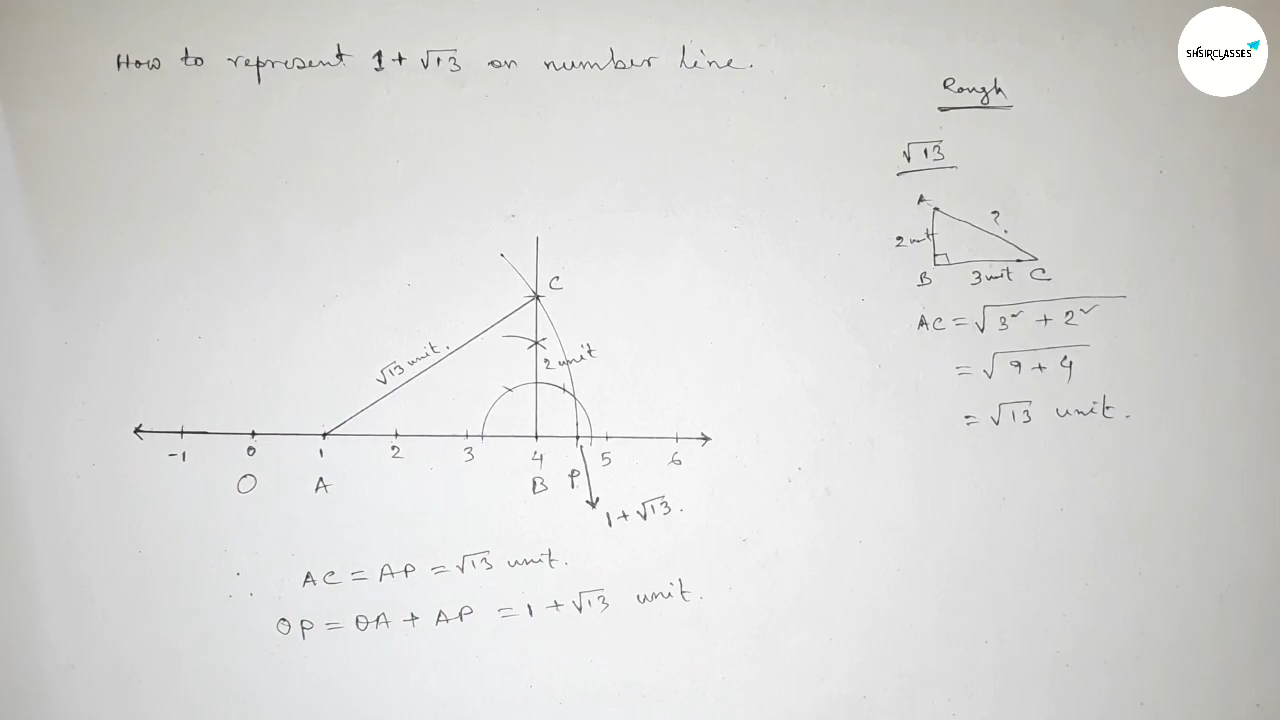 How to represent 1 + √13 on number line.
SHSIRCLASSES
Rough
√13
A
?
2 unit
B 3 unit C
AC = √3² + 2²
= √9 + 4
= √13 unit.
C
√13 unit.
2 unit
-1 0 1 2 3 4 5 6
O A B P
1 + √13.
∴ AC = AP = √13 unit.
OP = OA + AP = 1 + √13 unit.